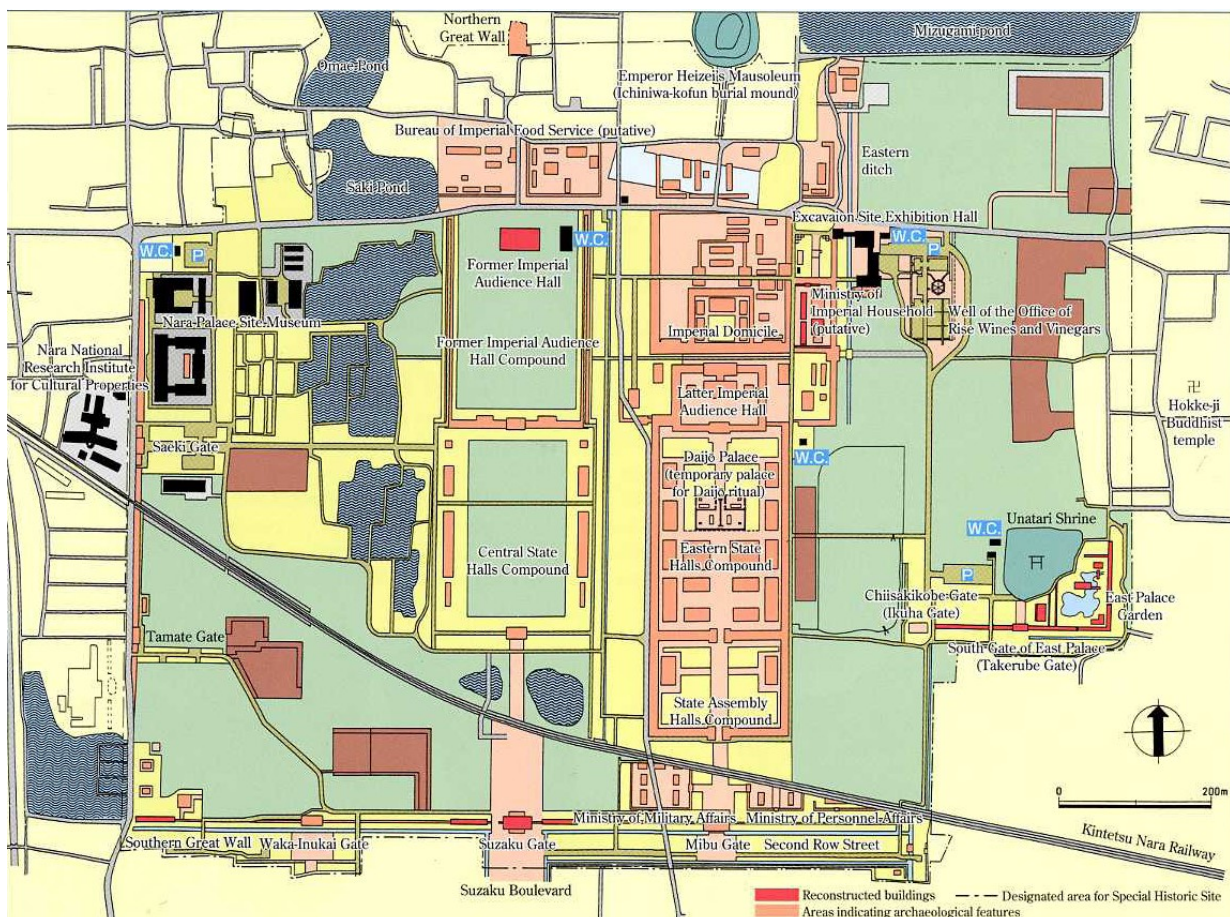 Northern
Great Wall
Mizugami pond
Omae Pond
Emperor Heizei's Mausoleum
(Ichiniwa-kofun burial mound)
Bureau of Imperial Food Service (putative)
Eastern
ditch
Saki Pond
Excavaion Site Exhibition Hall
W.C.
W.C.
W.C.
P
P
Former Imperial
Audience Hall
Ministry of
Imperial Household
(putative)
Well of the Office of
Rise Wines and Vinegars
Nara Palace Site Museum
Imperial Domicile
Former Imperial Audience
Hall Compound
Nara National
Research Institute
for Cultural Properties
Latter Imperial
Audience Hall
卍
Hokke-ji
Buddhist
temple
Saeki Gate
Daijo Palace
(temporary palace
for Daijo ritual)
W.C.
W.C.
Unatari Shrine
Central State
Halls Compound
Eastern State
Halls Compound
P
Chiisakikobe Gate
(Ikuha Gate)
East Palace
Garden
Tamate Gate
South Gate of East Palace
(Takerube Gate)
State Assembly
Halls Compound
0
200m
Ministry of Military Affairs
Ministry of Personnel Affairs
Kintetsu Nara Railway
Southern Great Wall
Waka-Inukai Gate
Suzaku Gate
Mibu Gate
Second Row Street
Suzaku Boulevard
Reconstructed buildings
Designated area for Special Historic Site
Areas indicating archaeological features